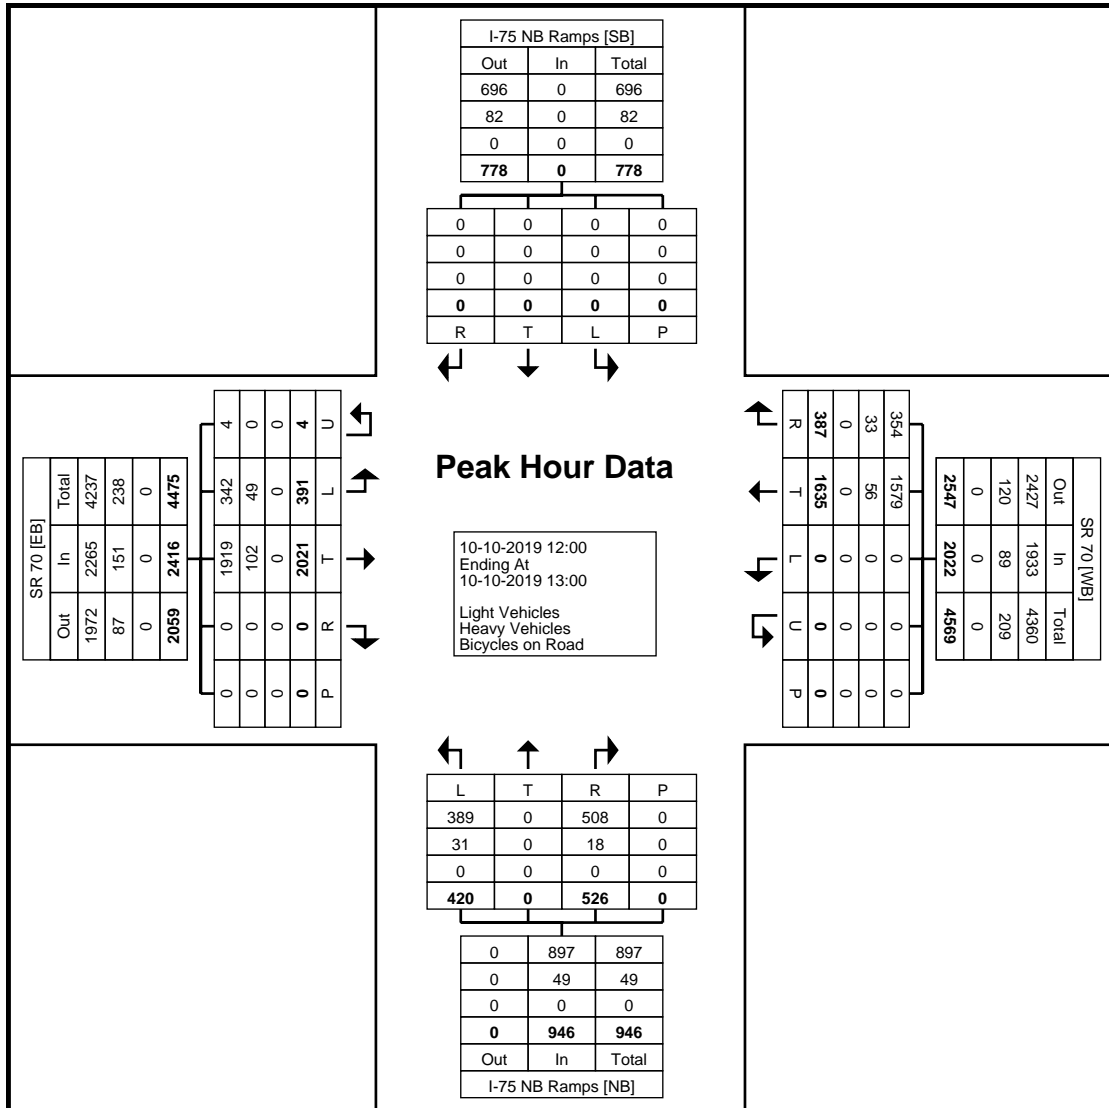 I-75 NB Ramps [SB]
Out In Total
696 0 696
82 0 82
0 0 0
778 0 778
0 0 0 0
0 0 0 0
0 0 0 0
0 0 0 0
R T L P
SR 70 [EB]
Total In Out
4237 2265 1972
238 151 87
0 0 0
4475 2416 2059
4 342 1919 0 0
0 49 102 0 0
0 0 0 0 0
4 391 2021 0 0
U L T R P
Peak Hour Data
10-10-2019 12:00
Ending At
10-10-2019 13:00
Light Vehicles
Heavy Vehicles
Bicycles on Road
SR 70 [WB]
Out In Total
2427 1933 4360
120 89 209
0 0 0
2547 2022 4569
354 1579 0 0 0
33 56 0 0 0
0 0 0 0 0
387 1635 0 0 0
R T L U P
L T R P
389 0 508 0
31 0 18 0
0 0 0 0
420 0 526 0
0 897 897
0 49 49
0 0 0
0 946 946
Out In Total
I-75 NB Ramps [NB]